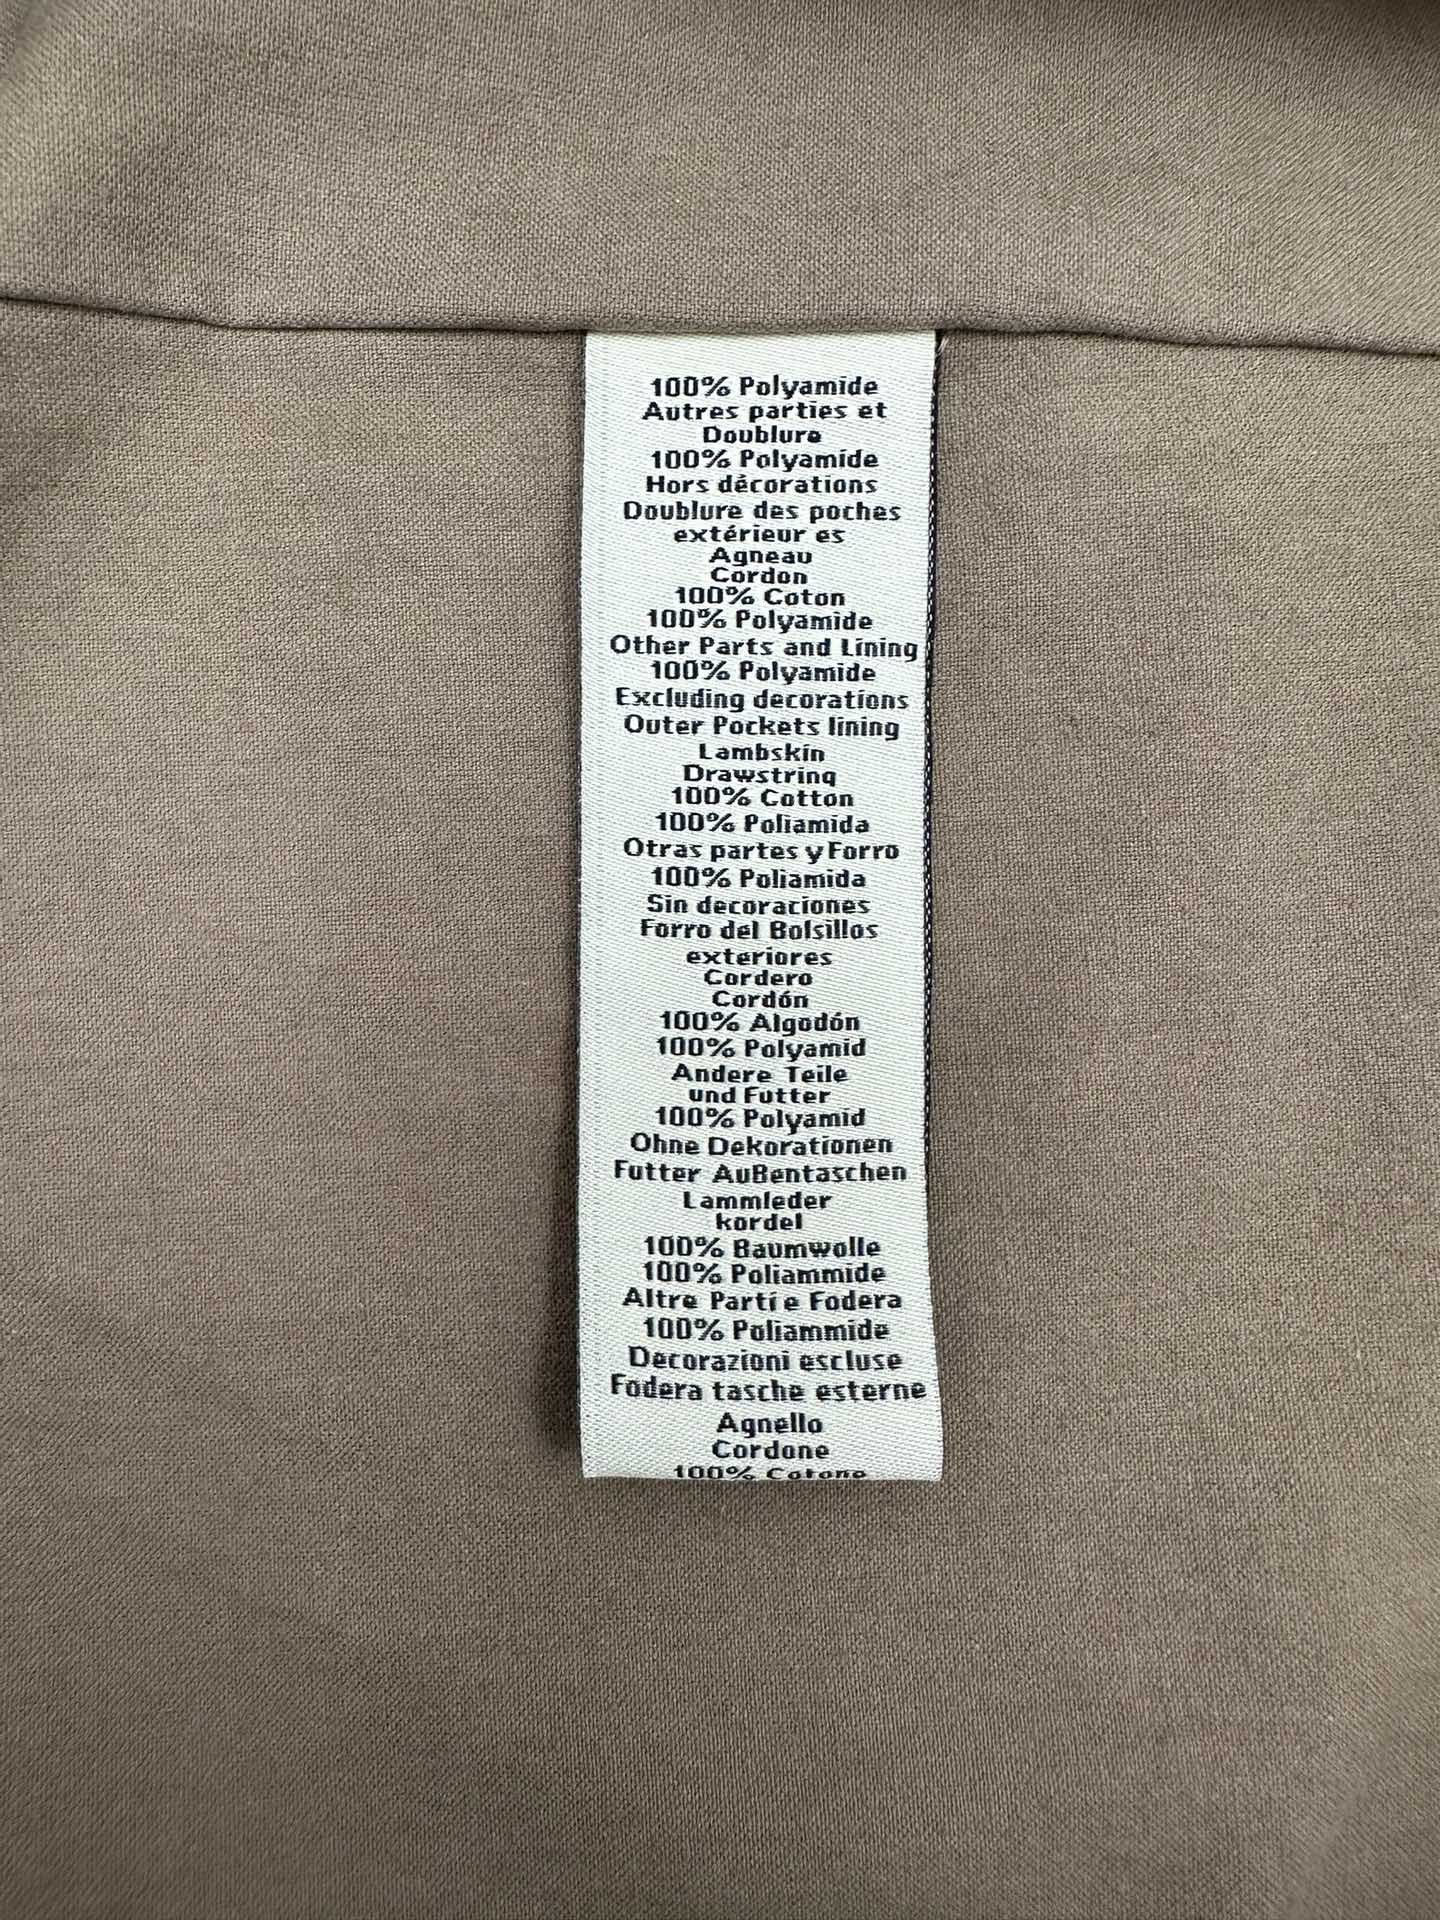 100% Polyamide
Autres parties et
Doublure
100% Polyamide
Hors décorations
Doublure des poches
extérieur es
Agneau
Cordon
100% Coton
100% Polyamide
Other Parts and Lining
100% Polyamide
Excluding decorations
Outer Pockets lining
Lambskin
Drawstring
100% Cotton
100% Poliamida
Otras partes y Forro
100% Poliamida
Sin decoraciones
Forro del Bolsillos
exteriores
Cordero
Cordón
100% Algodón
100% Polyamid
Andere Teile
und Futter
100% Polyamid
Ohne Dekorationen
Futter Außentaschen
Lammleder
kordel
100% Baumwolle
100% Poliammide
Altre Parti e Fodera
100% Poliammide
Decorazioni escluse
Fodera tasche esterne
Agnello
Cordone
100% Cotone